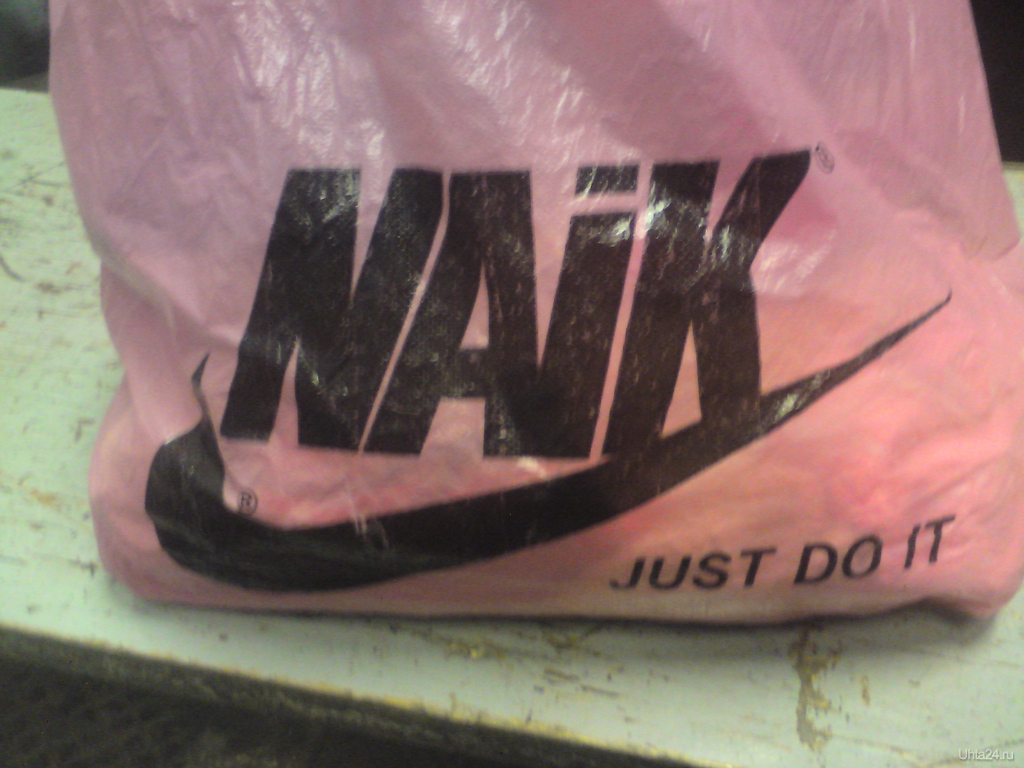 NAiK ®
®
JUST DO IT
Uhta24.ru